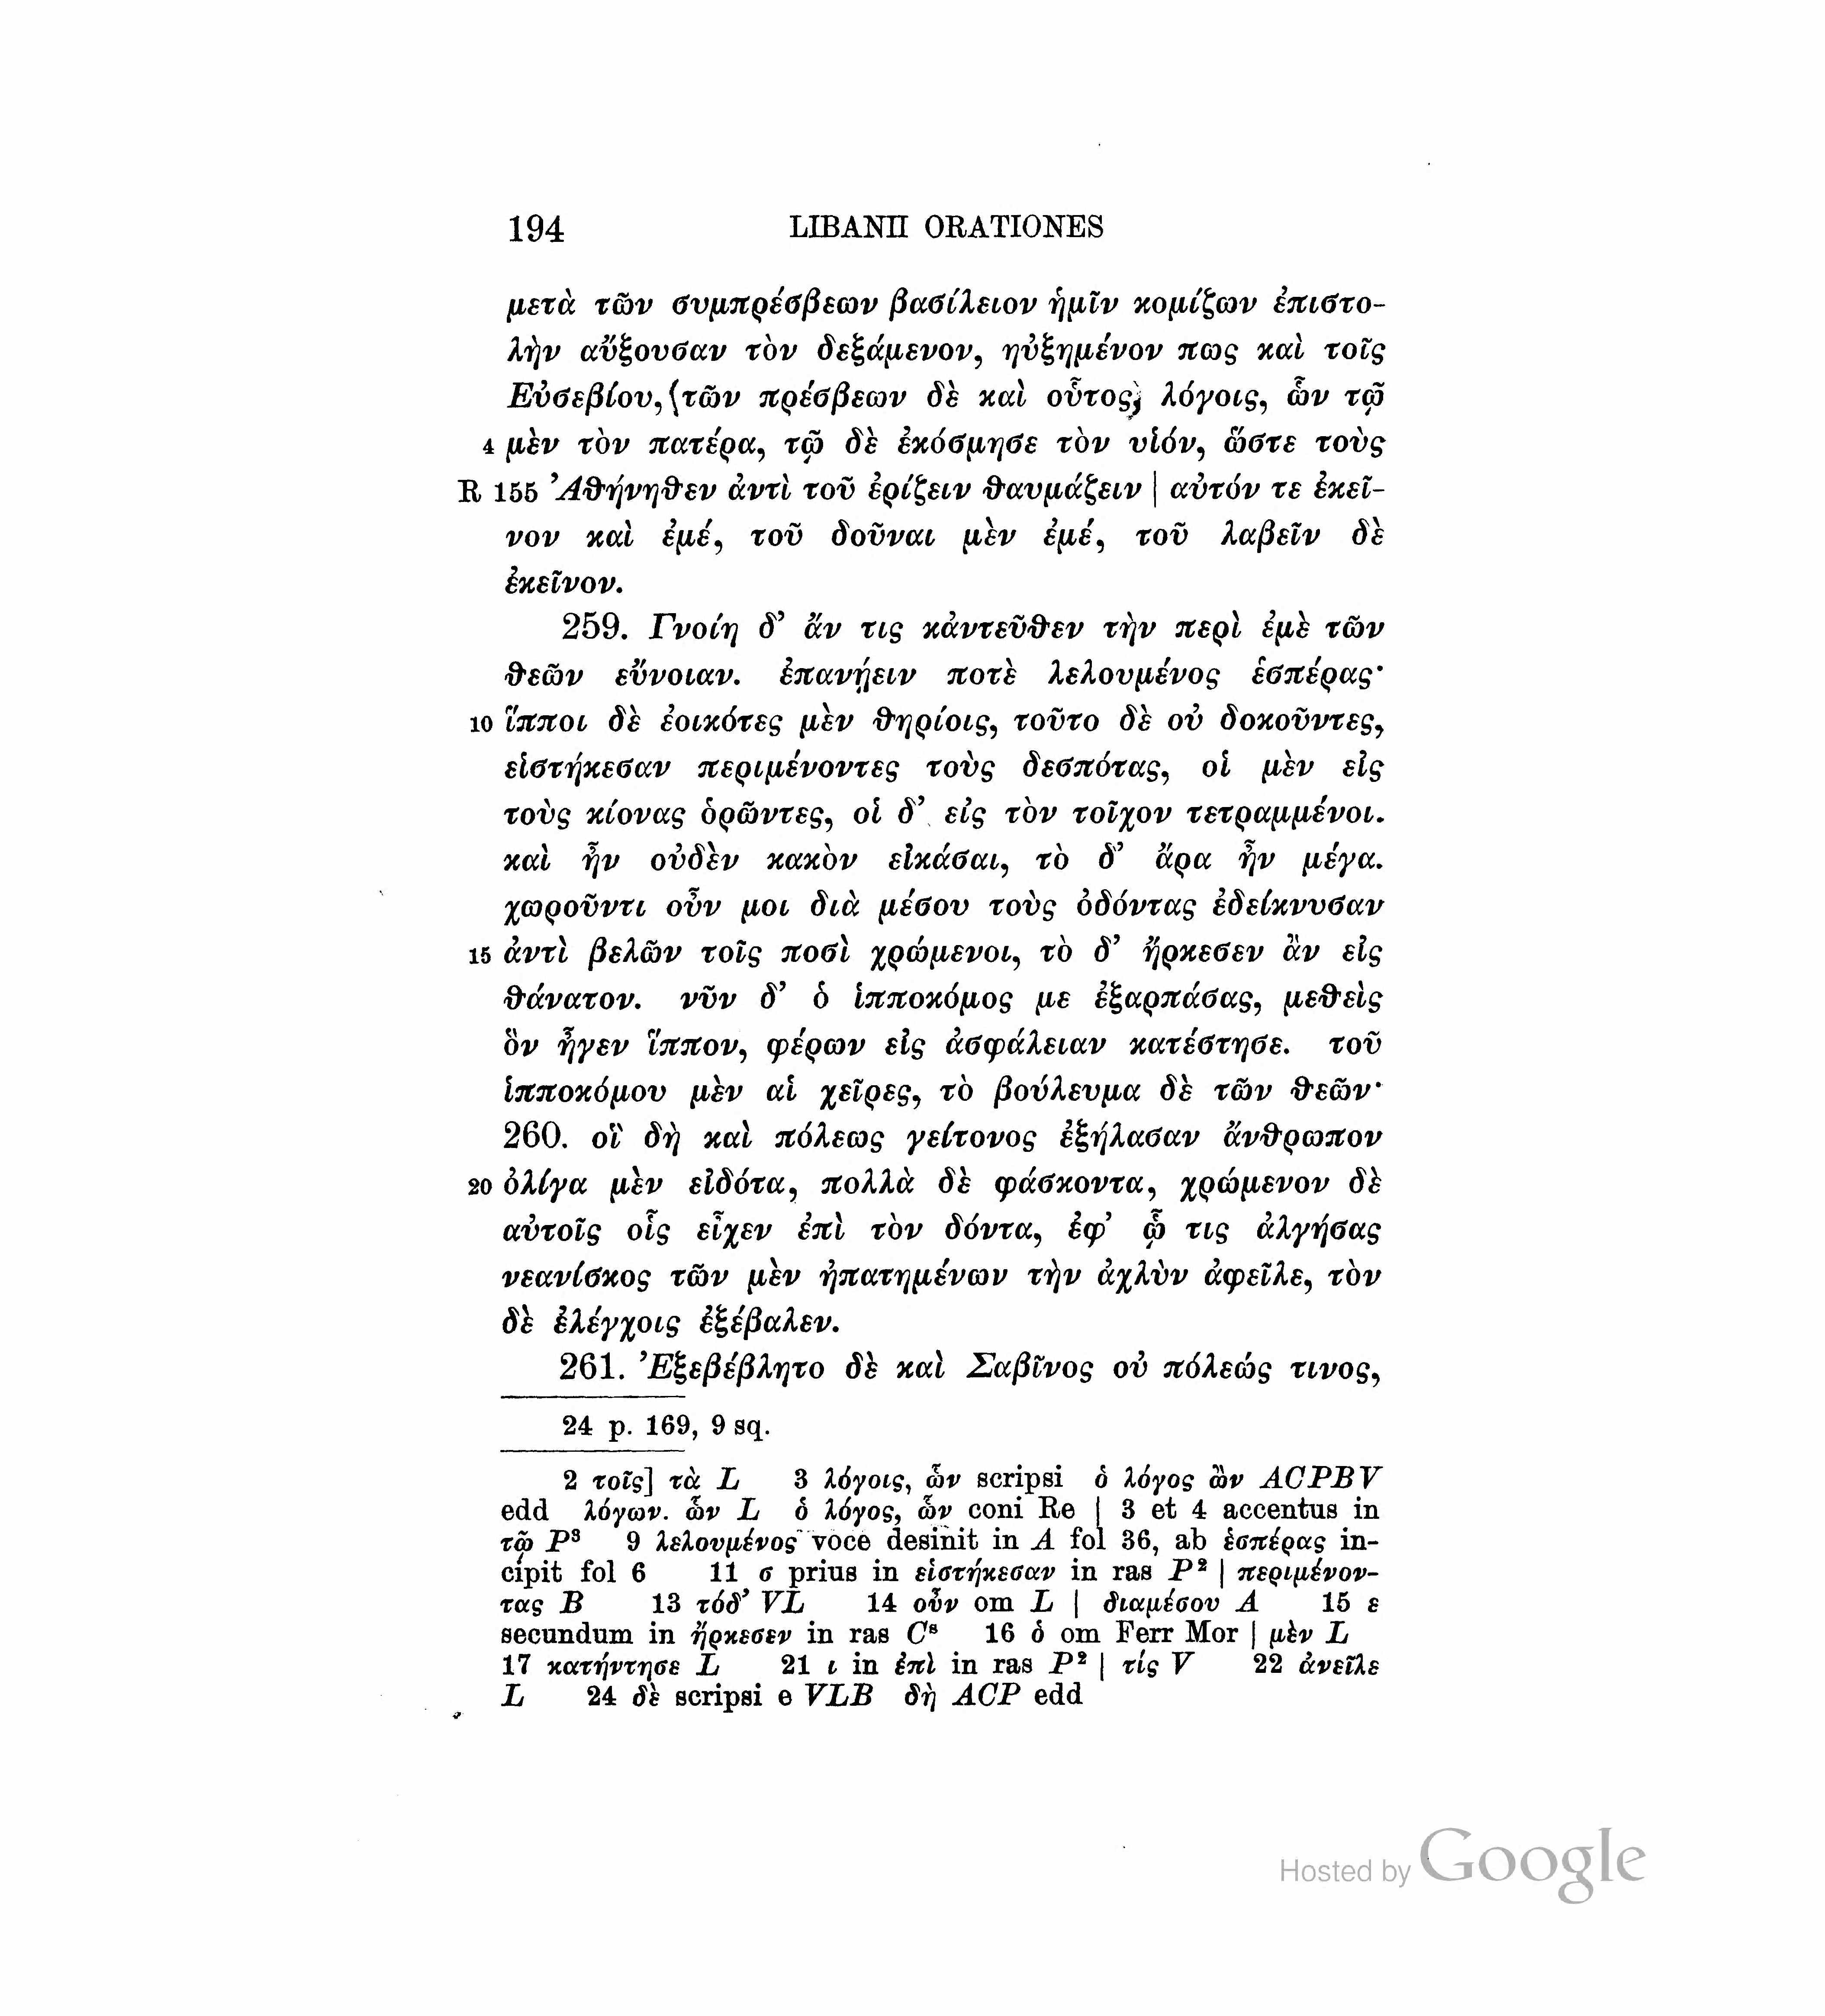 194 LIBANII ORATIONES
μετὰ τῶν συμπρέσβεων βασίλειον ἡμῖν κομίζων ἐπιστο-
λὴν αὔξουσαν τὸν δεξάμενον, ηὐξημένον πως καὶ τοῖς
Εὐσεβίου, (τῶν πρέσβεων δὲ καὶ οὗτος) λόγοις, ὧν τῷ
4 μὲν τὸν πατέρα, τῷ δὲ ἐκόσμησε τὸν υἱόν, ὥστε τοὺς
R 155 Ἀθήνηθεν ἀντὶ τοῦ ἐρίζειν θαυμάζειν | αὐτόν τε ἐκεῖ-
νον καὶ ἐμέ, τοῦ δοῦναι μὲν ἐμέ, τοῦ λαβεῖν δὲ
ἐκεῖνον.
259. Γνοίη δ’ ἄν τις κἀντεῦθεν τὴν περὶ ἐμὲ τῶν
θεῶν εὔνοιαν. ἐπανῄειν ποτὲ λελουμένος ἑσπέρας·
10 ἵπποι δὲ ἐοικότες μὲν θηρίοις, τοῦτο δὲ οὐ δοκοῦντες,
εἱστήκεσαν περιμένοντες τοὺς δεσπότας, οἱ μὲν εἰς
τοὺς κίονας ὁρῶντες, οἱ δ’ εἰς τὸν τοῖχον τετραμμένοι.
καὶ ἦν οὐδὲν κακὸν εἰκάσαι, τὸ δ’ ἄρα ἦν μέγα.
χωροῦντι οὖν μοι διὰ μέσου τοὺς ὀδόντας ἐδείκνυσαν
15 ἀντὶ βελῶν τοῖς ποσὶ χρώμενοι, τὸ δ’ ἤρκεσεν ἂν εἰς
θάνατον. νῦν δ’ ὁ ἱπποκόμος με ἐξαρπάσας, μεθεὶς
ὃν ἦγεν ἵππον, φέρων εἰς ἀσφάλειαν κατέστησε. τοῦ
ἱπποκόμου μὲν αἱ χεῖρες, τὸ βούλευμα δὲ τῶν θεῶν·
260. οἳ δὴ καὶ πόλεως γείτονος ἐξήλασαν ἄνθρωπον
20 ὀλίγα μὲν εἰδότα, πολλὰ δὲ φάσκοντα, χρώμενον δὲ
αὐτοῖς οἷς εἶχεν ἐπὶ τὸν δόντα, ἐφ’ ᾧ τις ἀλγήσας
νεανίσκος τῶν μὲν ἠπατημένων τὴν ἀχλὺν ἀφεῖλε, τὸν
δὲ ἐλέγχοις ἐξέβαλεν.
261. Ἐξεβέβλητο δὲ καὶ Σαβῖνος οὐ πόλεώς τινος,
24 p. 169, 9 sq.
2 τοῖς] τὰ L 3 λόγοις, ὧν scripsi ὁ λόγος ὢν ACPBV
edd λόγων. ὧν L ὁ λόγος, ὧν coni Re | 3 et 4 accentus in
τῷ P³ 9 λελουμένος voce desinit in A fol 36, ab ἑσπέρας in-
cipit fol 6 11 σ prius in εἱστήκεσαν in ras P² | περιμένον-
τας B 13 τόδ’ VL 14 οὖν om L | διαμέσου A 15 ε
secundum in ἤρκεσεν in ras Cˢ 16 ὁ om Ferr Mor | μὲν L
17 κατήντησε L 21 ι in ἐπὶ in ras P² | τίς V 22 ἀνεῖλε
L 24 δὲ scripsi e VLB δὴ ACP edd
Hosted by Google